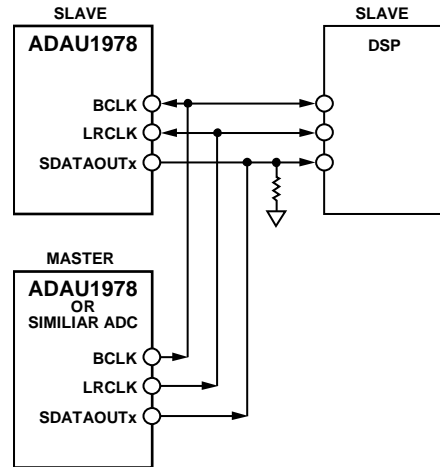 SLAVE
ADAU1978
BCLK
LRCLK
SDATAOUTx
SLAVE
DSP
MASTER
ADAU1978
OR
SIMILIAR ADC
BCLK
LRCLK
SDATAOUTx